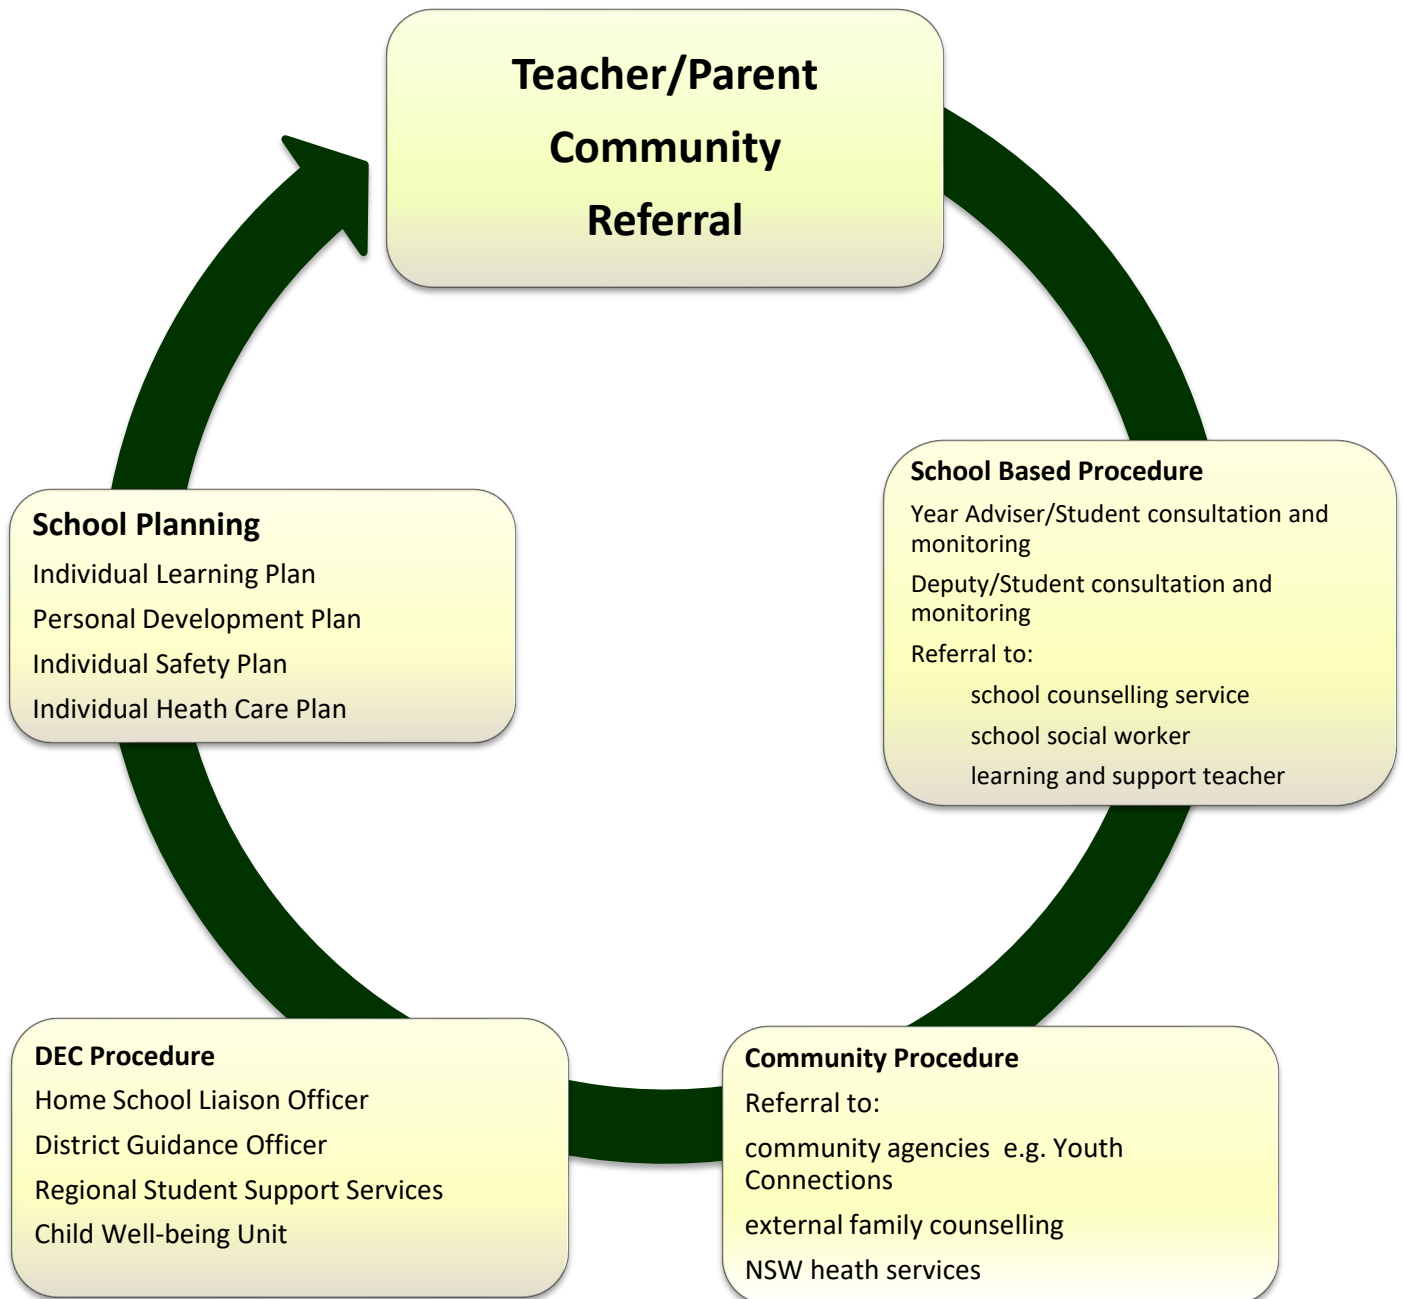 Teacher/Parent
Community
Referral
School Based Procedure
Year Adviser/Student consultation and
monitoring
Deputy/Student consultation and
monitoring
Referral to:
school counselling service
school social worker
learning and support teacher
Community Procedure
Referral to:
community agencies  e.g. Youth
Connections
external family counselling
NSW heath services
DEC Procedure
Home School Liaison Officer
District Guidance Officer
Regional Student Support Services
Child Well-being Unit
School Planning
Individual Learning Plan
Personal Development Plan
Individual Safety Plan
Individual Heath Care Plan